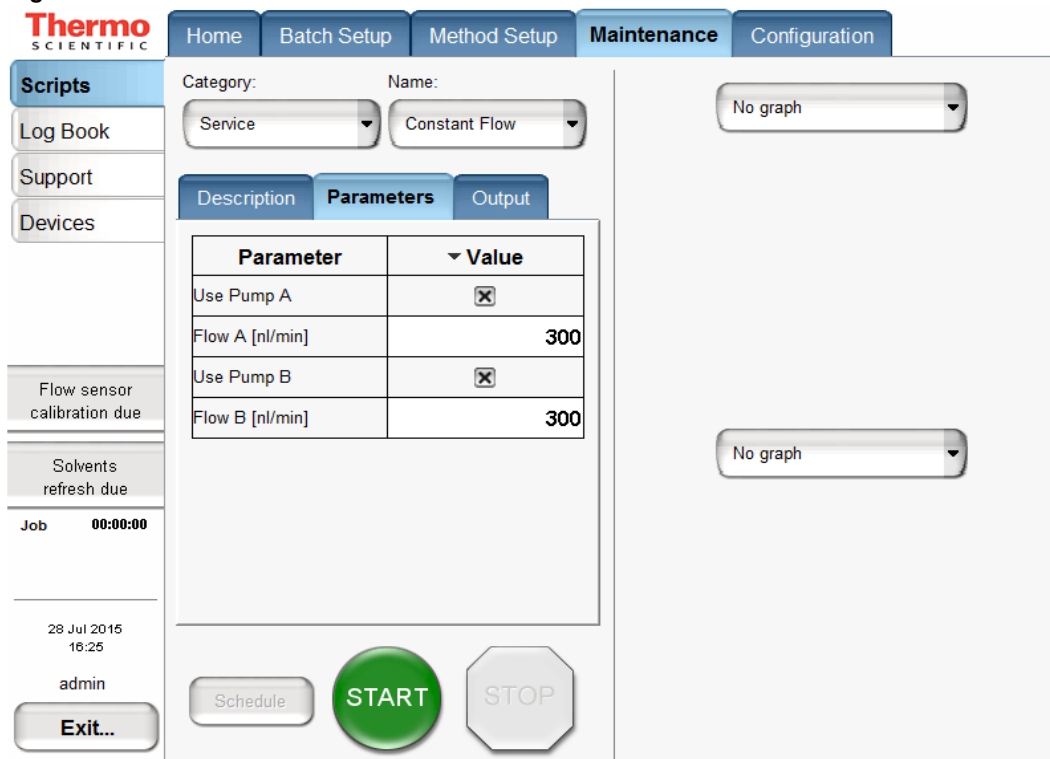 Thermo
SCIENTIFIC
Home
Batch Setup
Method Setup
Maintenance
Configuration
Scripts
Log Book
Support
Devices
Category:
Name:
Service
Constant Flow
No graph
Description
Parameters
Output
Parameter
Value
Use Pump A
Flow A [nl/min]
300
Use Pump B
Flow B [nl/min]
300
No graph
Flow sensor
calibration due
Solvents
refresh due
Job 00:00:00
28 Jul 2015
16:25
admin
Exit...
Schedule
START
STOP